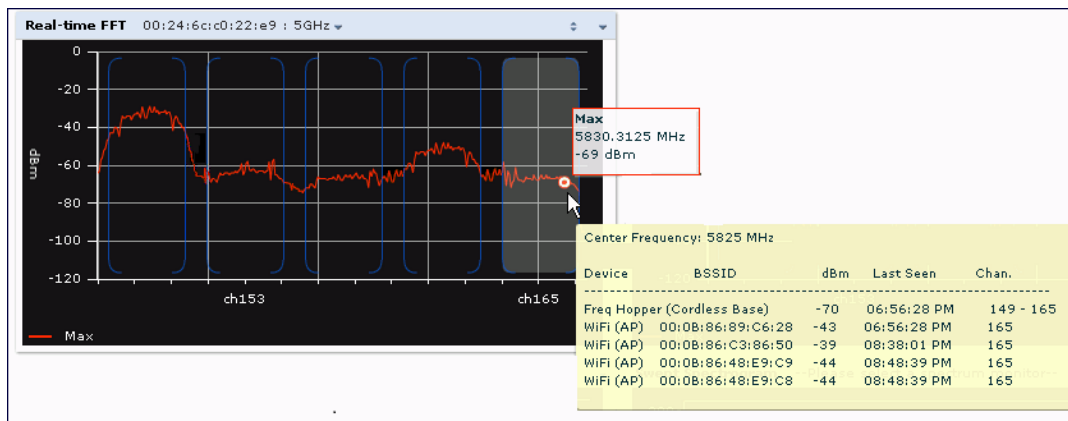 Real-time FFT 00:24:6c:c0:22:e9 : 5GHz
0
-20
-40
-60
-80
-100
-120
dBm
ch153 ch165
Max
Max
5830.3125 MHz
-69 dBm
Center Frequency: 5825 MHz
Device BSSID dBm Last Seen Chan.
Freq Hopper (Cordless Base) -70 06:56:28 PM 149 - 165
WiFi (AP) 00:0B:86:89:C6:28 -43 06:56:28 PM 165
WiFi (AP) 00:0B:86:C3:86:50 -39 08:38:01 PM 165
WiFi (AP) 00:0B:86:48:E9:C9 -44 08:48:39 PM 165
WiFi (AP) 00:0B:86:48:E9:C8 -44 08:48:39 PM 165